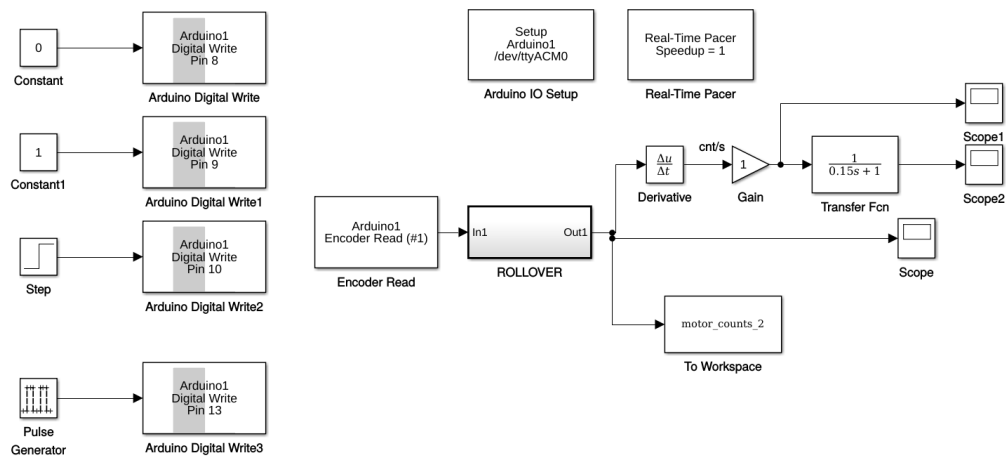 0
Constant
Arduino1
Digital Write
Pin 8
Arduino Digital Write
1
Constant1
Arduino1
Digital Write
Pin 9
Arduino Digital Write1
Step
Arduino1
Digital Write
Pin 10
Arduino Digital Write2
Pulse
Generator
Arduino1
Digital Write
Pin 13
Arduino Digital Write3
Setup
Arduino1
/dev/ttyACM0
Arduino IO Setup
Real-Time Pacer
Speedup = 1
Real-Time Pacer
Arduino1
Encoder Read (#1)
Encoder Read
In1
Out1
ROLLOVER
Δu
Δt
Derivative
cnt/s
1
Gain
1
0.15s + 1
Transfer Fcn
Scope1
Scope2
Scope
motor_counts_2
To Workspace